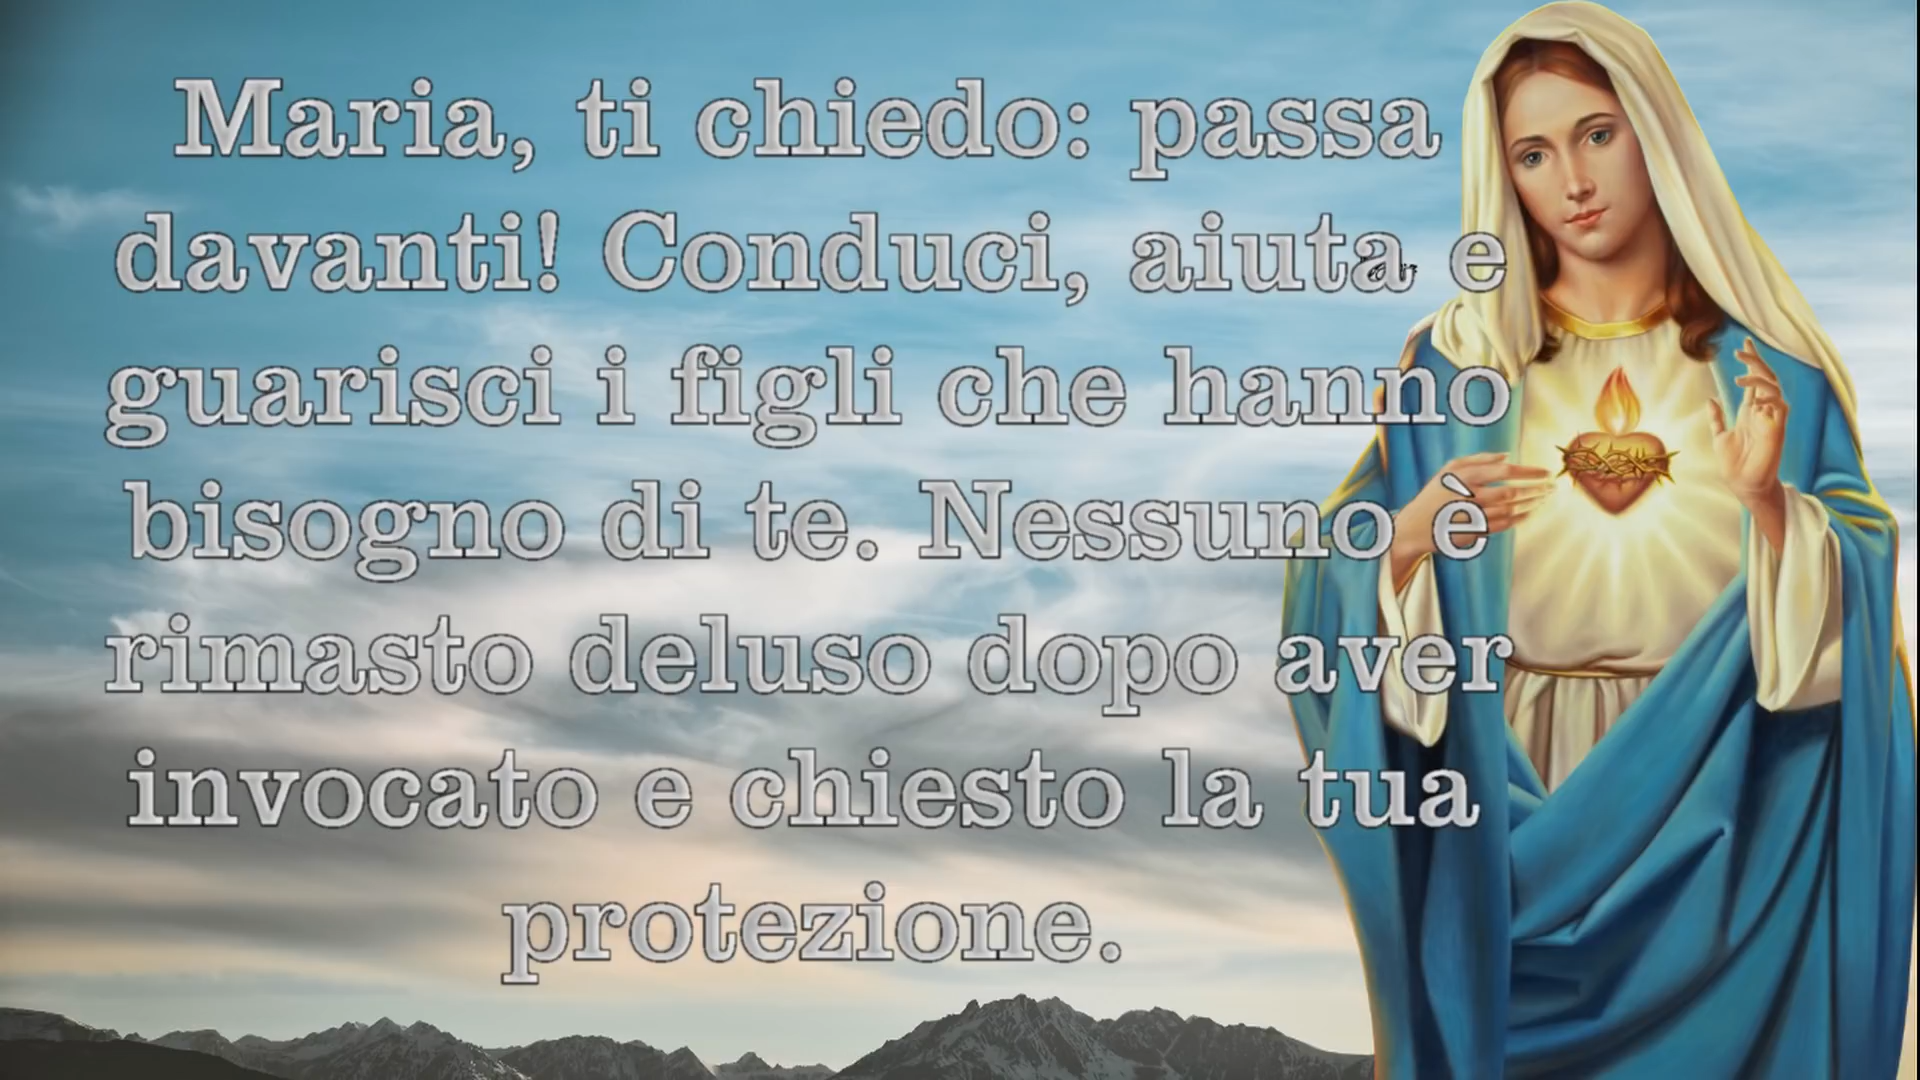 Maria, ti chiedo: passa
davanti! Conduci, aiuta e
guarisci i figli che hanno
bisogno di te. Nessuno è
rimasto deluso dopo aver
invocato e chiesto la tua
protezione.